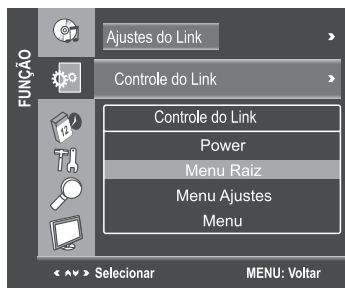 FUNÇÃO
Ajustes do Link
Controle do Link
Controle do Link
Power
Menu Raiz
Menu Ajustes
Menu
12
Selecionar
MENU: Voltar